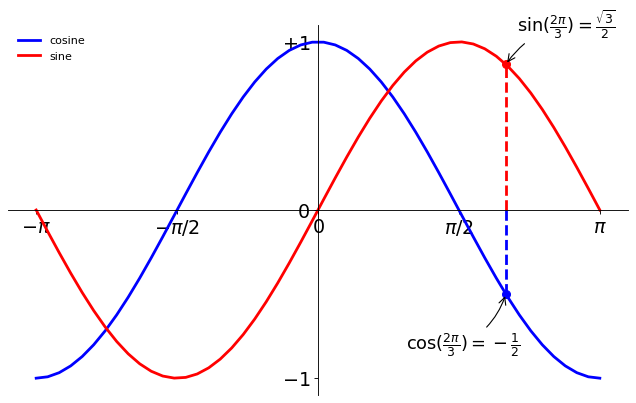 sin(2π/3) = √3/2
+1
cosine
sine
0
−π
−π/2
0
π/2
π
cos(2π/3) = −1/2
−1